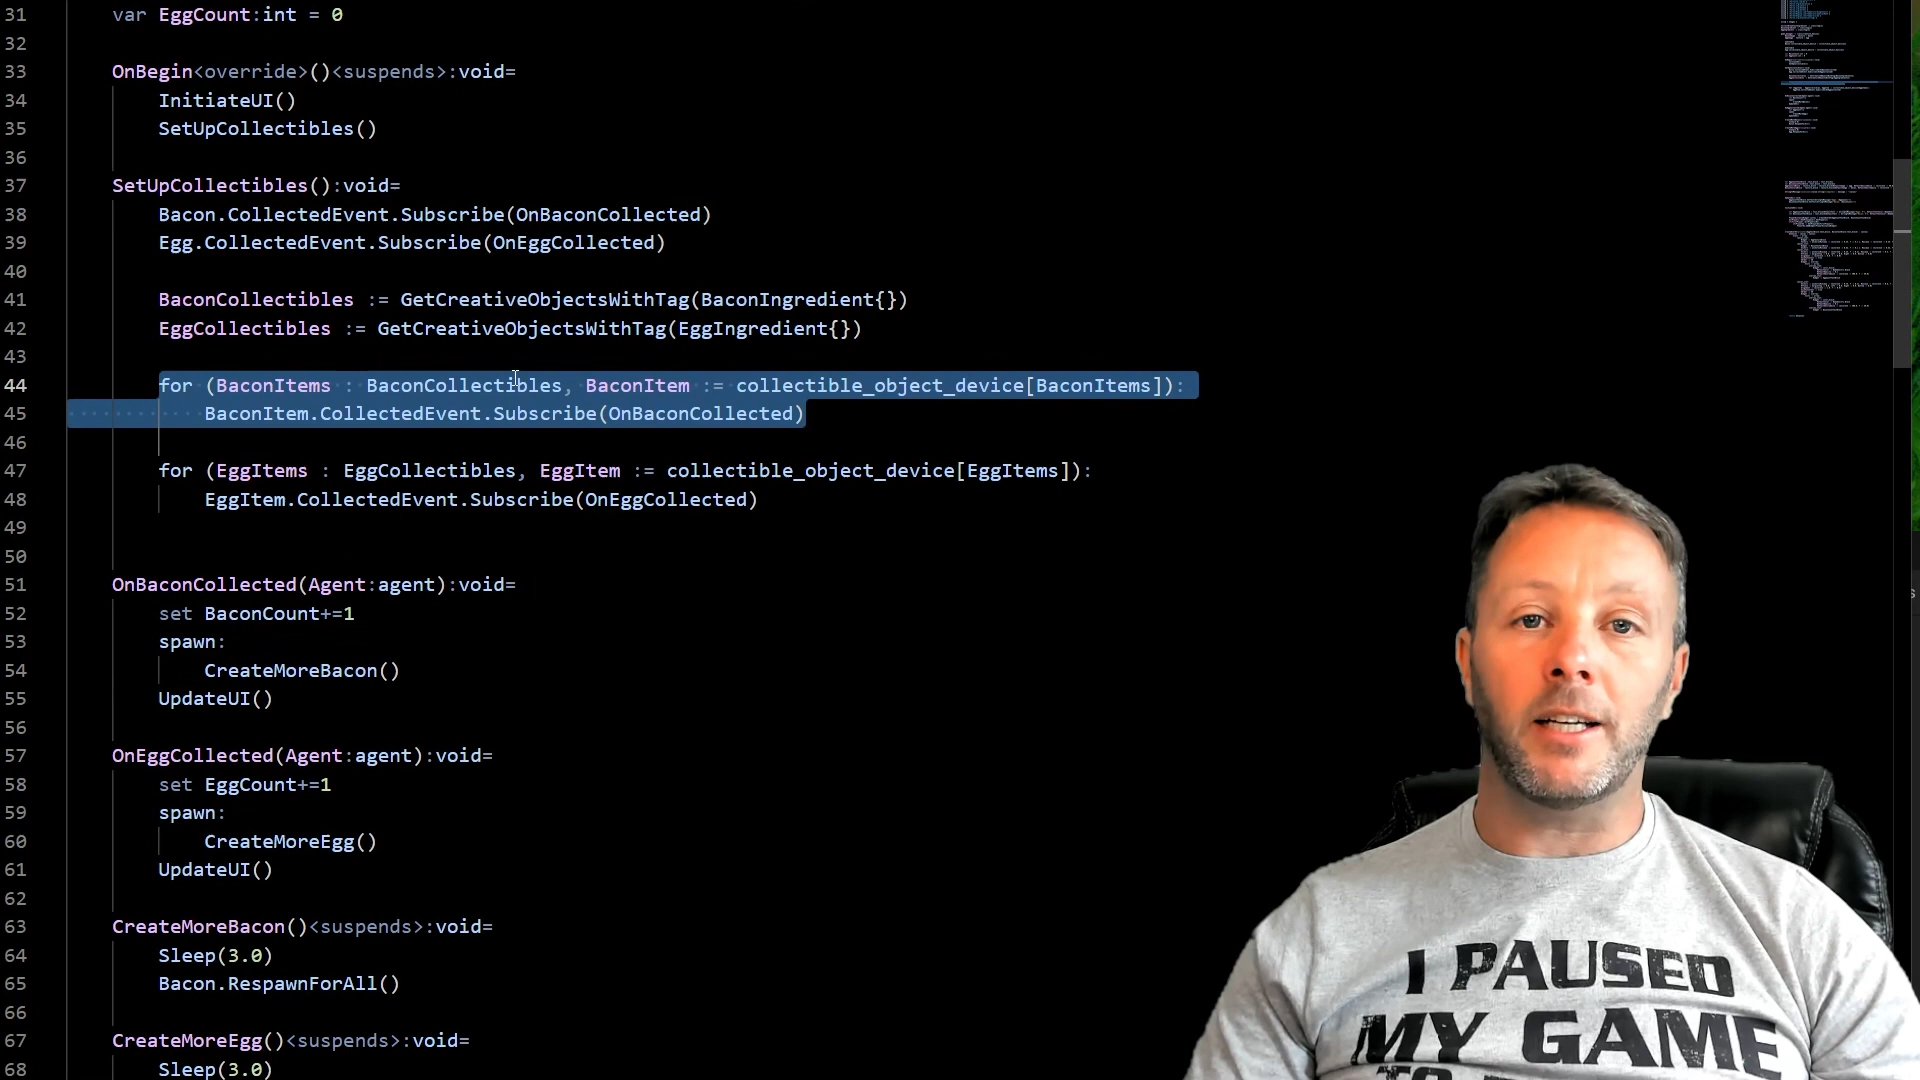 31 var EggCount:int = 0
32
33 OnBegin<override>()<suspends>:void=
34 InitiateUI()
35 SetUpCollectibles()
36
37 SetUpCollectibles():void=
38 Bacon.CollectedEvent.Subscribe(OnBaconCollected)
39 Egg.CollectedEvent.Subscribe(OnEggCollected)
40
41 BaconCollectibles := GetCreativeObjectsWithTag(BaconIngredient{})
42 EggCollectibles := GetCreativeObjectsWithTag(EggIngredient{})
43
44 for (BaconItems : BaconCollectibles, BaconItem := collectible_object_device[BaconItems]):
45 BaconItem.CollectedEvent.Subscribe(OnBaconCollected)
46
47 for (EggItems : EggCollectibles, EggItem := collectible_object_device[EggItems]):
48 EggItem.CollectedEvent.Subscribe(OnEggCollected)
49
50
51 OnBaconCollected(Agent:agent):void=
52 set BaconCount+=1
53 spawn:
54 CreateMoreBacon()
55 UpdateUI()
56
57 OnEggCollected(Agent:agent):void=
58 set EggCount+=1
59 spawn:
60 CreateMoreEgg()
61 UpdateUI()
62
63 CreateMoreBacon()<suspends>:void=
64 Sleep(3.0)
65 Bacon.RespawnForAll()
66
67 CreateMoreEgg()<suspends>:void=
68 Sleep(3.0)
I PAUSED
MY GAME